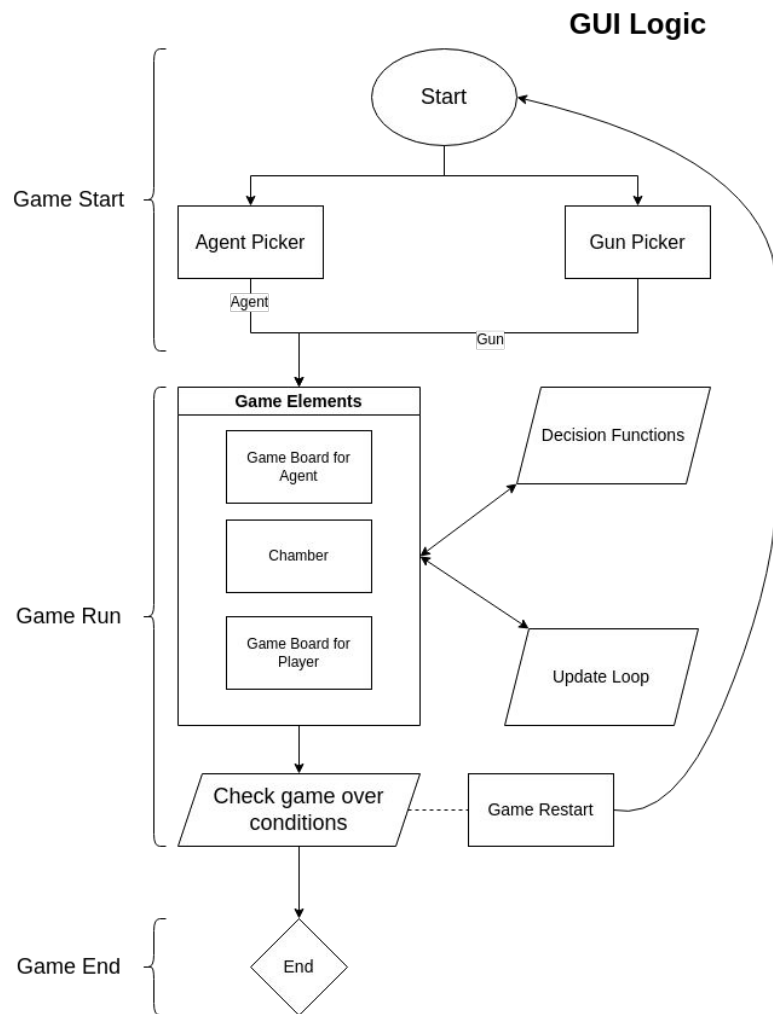 GUI Logic
Start
Game Start
Agent Picker
Gun Picker
Agent
Gun
Game Elements
Game Board for
Agent
Decision Functions
Chamber
Game Run
Game Board for
Player
Update Loop
Check game over
conditions
Game Restart
Game End
End